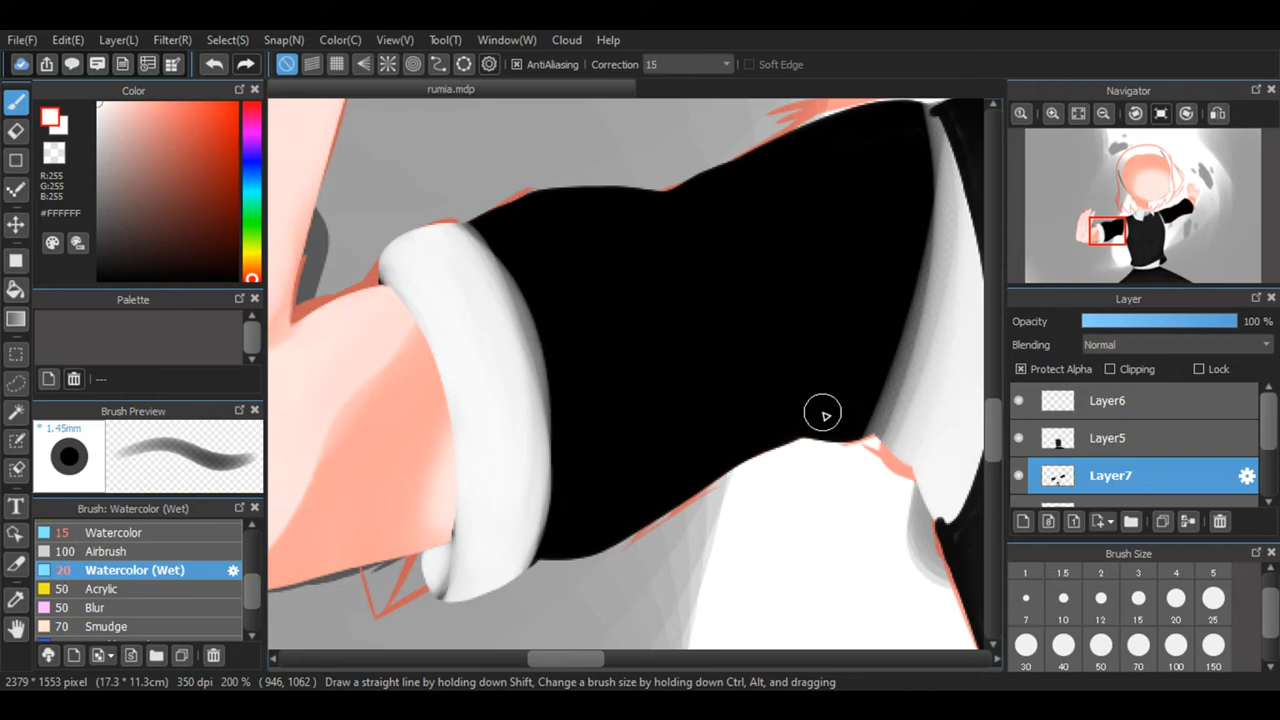 File(F) Edit(E) Layer(L) Filter(R) Select(S) Snap(N) Color(C) View(V) Tool(T) Window(W) Cloud Help
AntiAliasing Correction 15 Soft Edge
Color
rumia.mdp
Navigator
R:255
G:255
B:255
#FFFFFF
Palette
---
Brush Preview
1.45mm
Brush: Watercolor (Wet)
15 Watercolor
100 Airbrush
20 Watercolor (Wet)
50 Acrylic
50 Blur
70 Smudge
Layer
Opacity 100 %
Blending Normal
Protect Alpha Clipping Lock
Layer6
Layer5
Layer7
Brush Size
1 1.5 2 3 4 5
7 10 12 15 20 25
30 40 50 70 100 150
2379 * 1553 pixel (17.3 * 11.3cm) 350 dpi 200 % ( 946, 1062 ) Draw a straight line by holding down Shift, Change a brush size by holding down Ctrl, Alt, and dragging